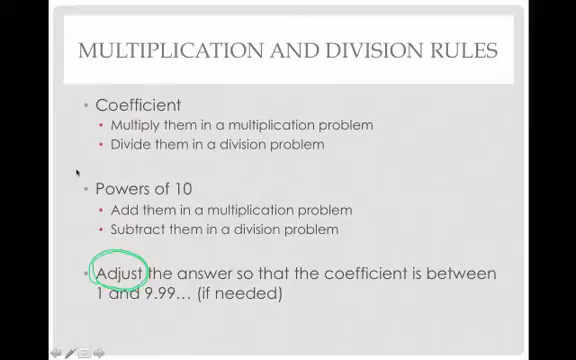 MULTIPLICATION AND DIVISION RULES
• Coefficient
• Multiply them in a multiplication problem
• Divide them in a division problem
• Powers of 10
• Add them in a multiplication problem
• Subtract them in a division problem
• Adjust the answer so that the coefficient is between
1 and 9.99... (if needed)